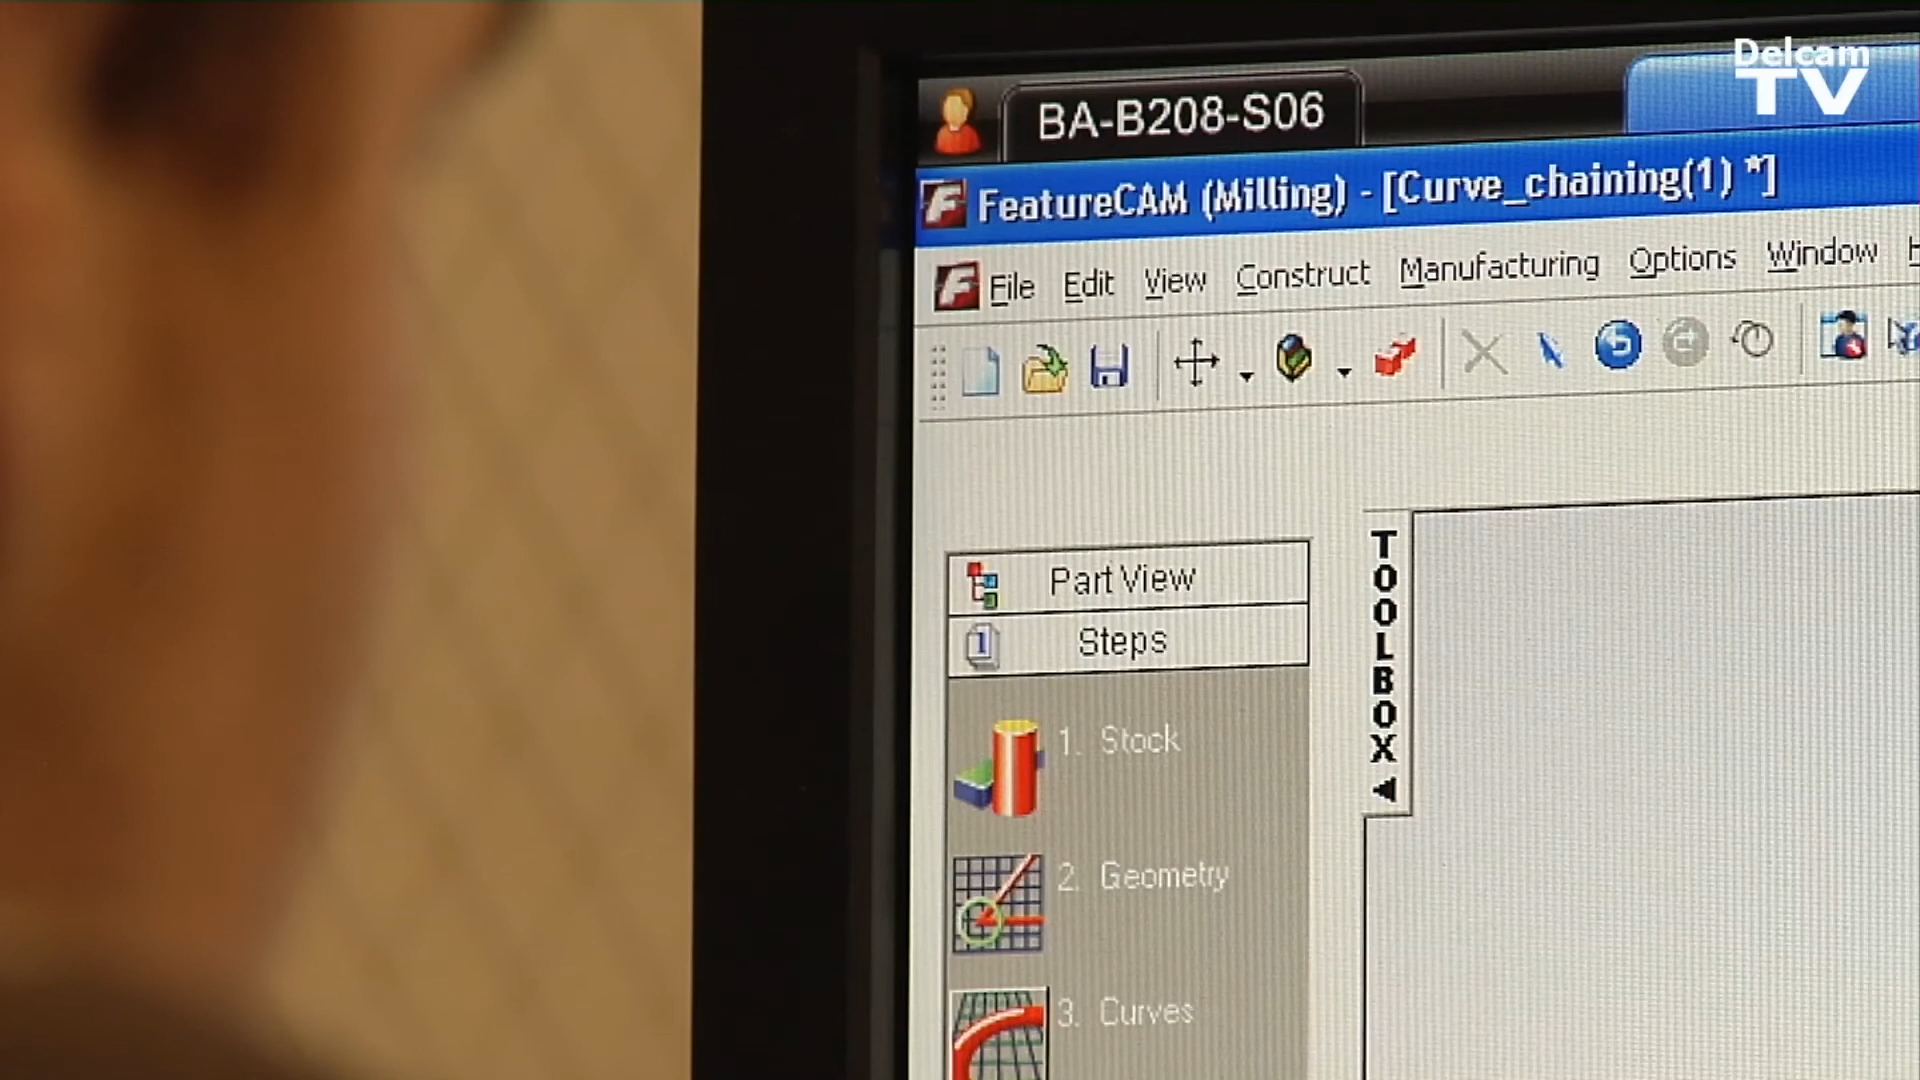 Delcam
TV
BA-B208-S06
FeatureCAM (Milling) - [Curve_chaining(1) *]
File Edit View Construct Manufacturing Options Window
Part View
Steps
TOOLBOX
1. Stock
2. Geometry
3. Curves